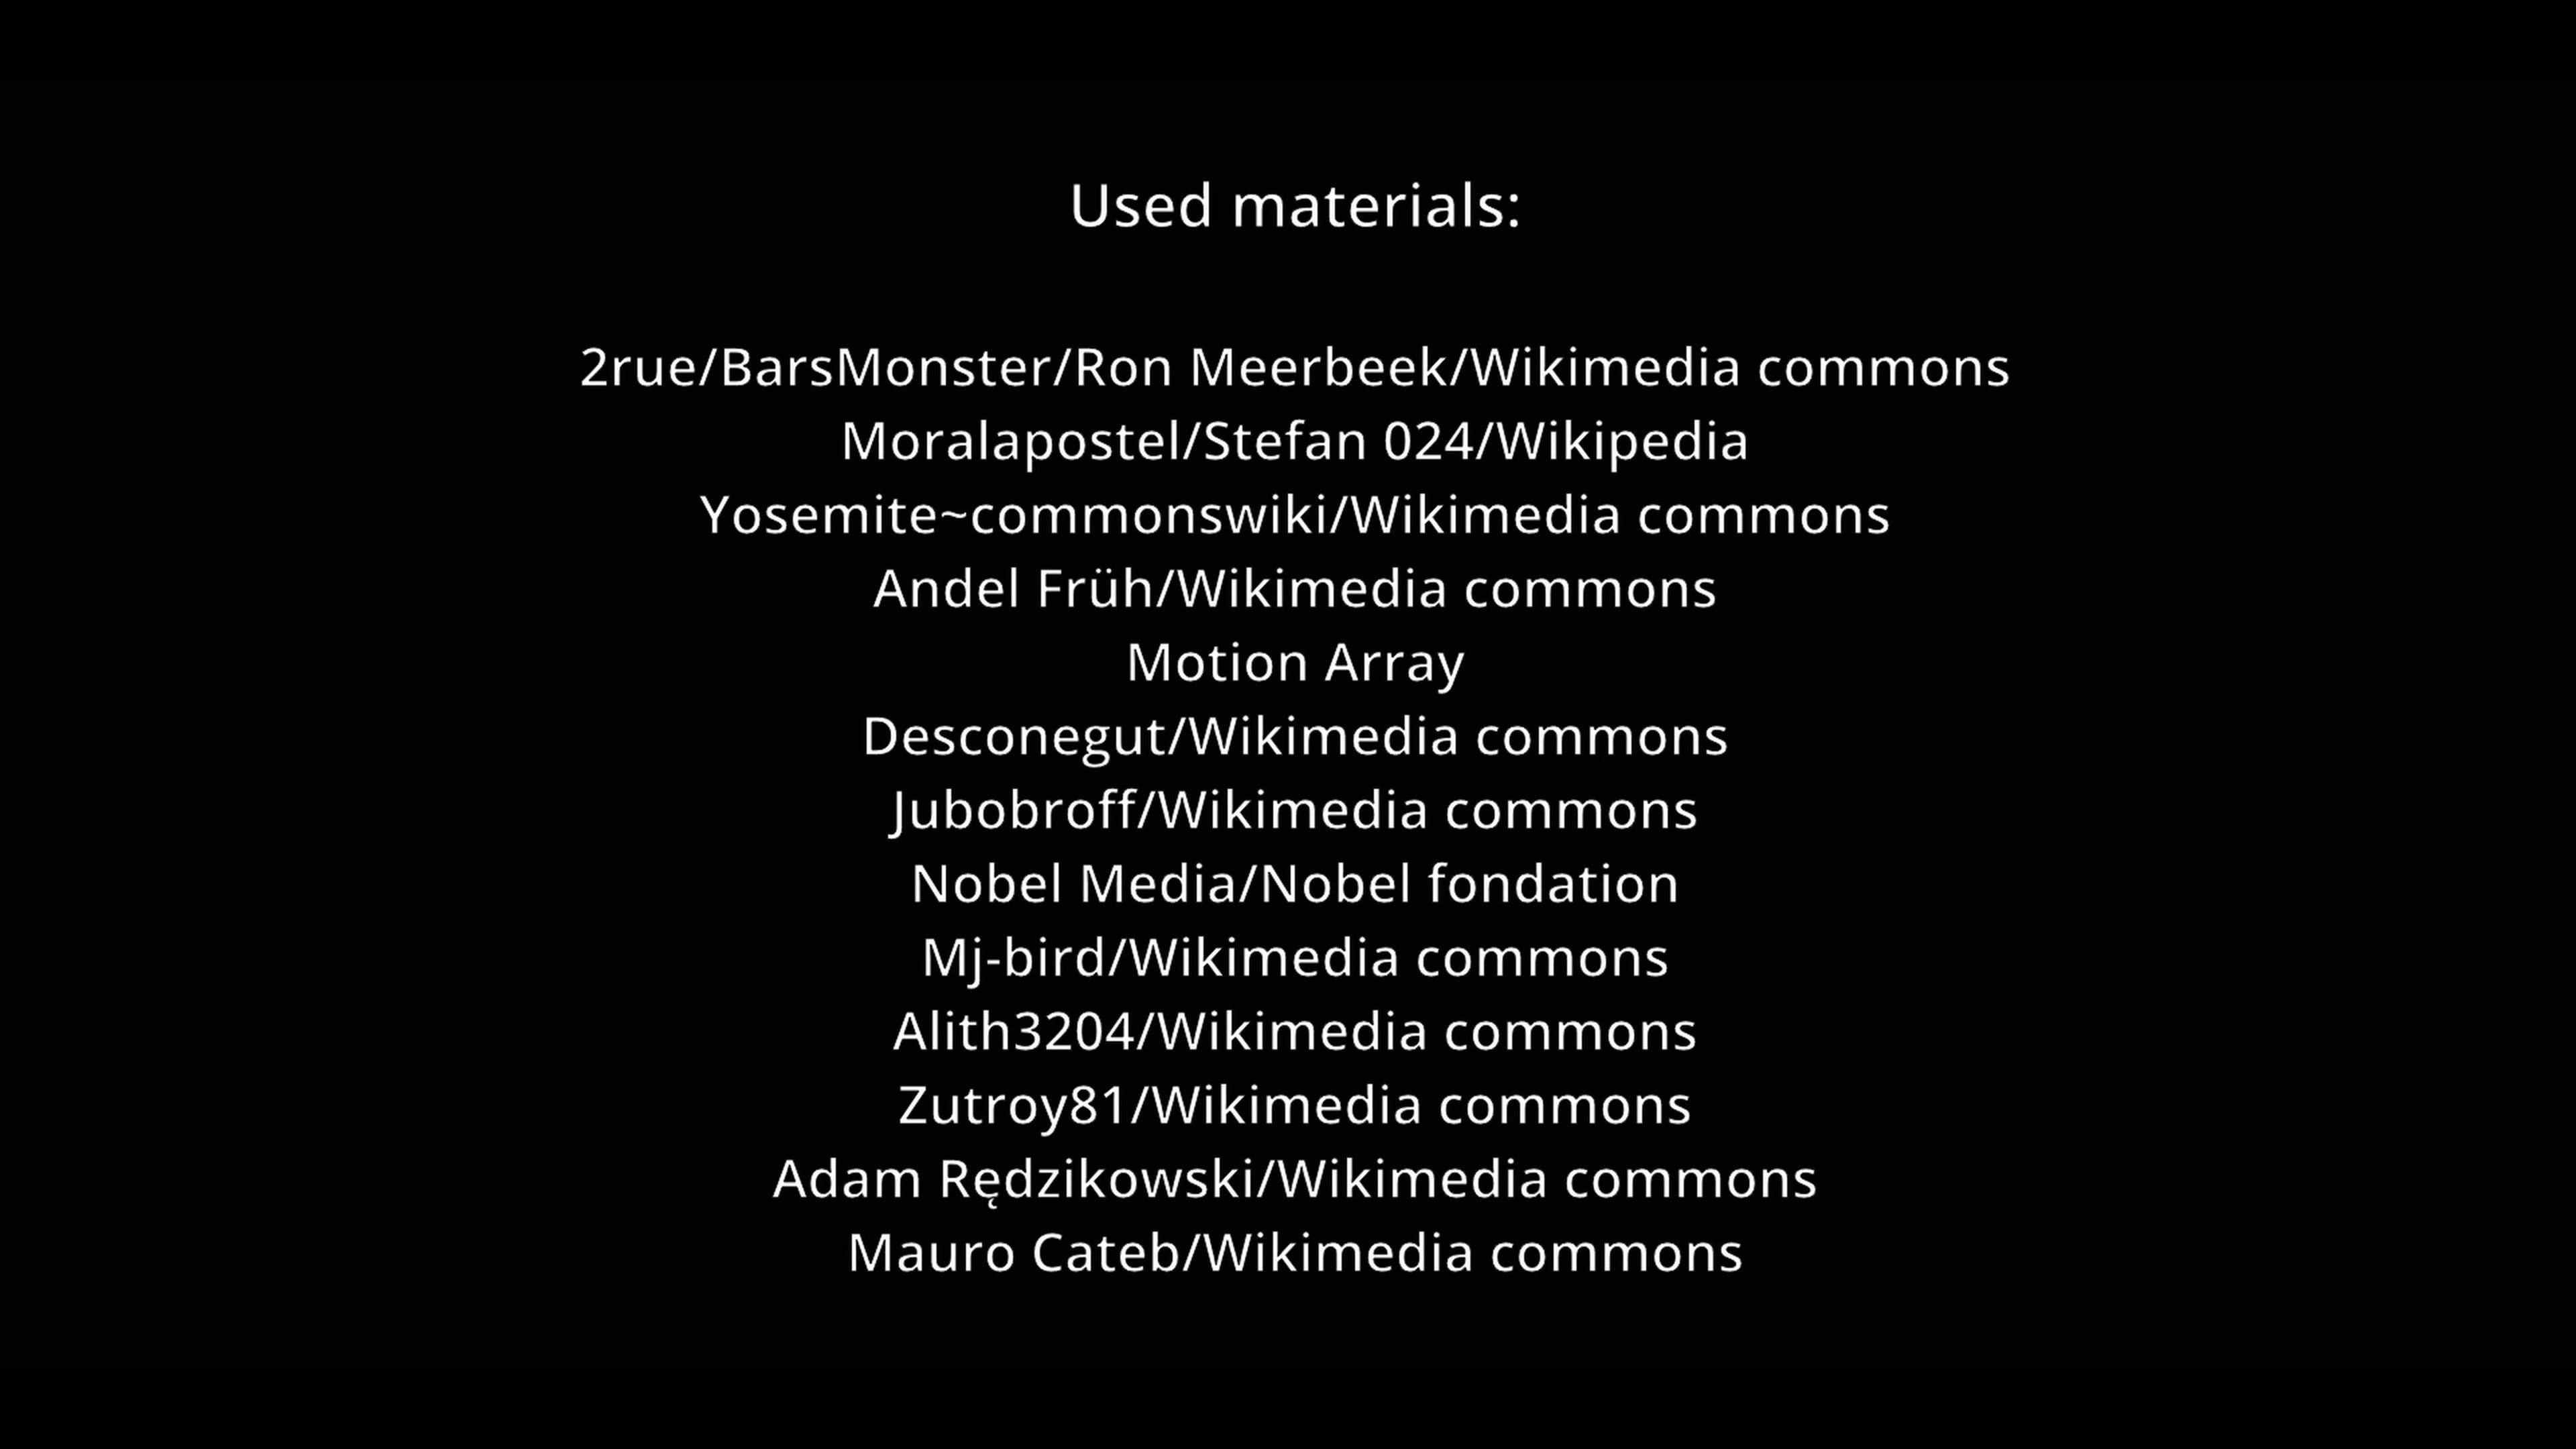 Used materials:
2rue/BarsMonster/Ron Meerbeek/Wikimedia commons
Moralapostel/Stefan 024/Wikipedia
Yosemite~commonswiki/Wikimedia commons
Andel Früh/Wikimedia commons
Motion Array
Desconegut/Wikimedia commons
Jubobroff/Wikimedia commons
Nobel Media/Nobel fondation
Mj-bird/Wikimedia commons
Alith3204/Wikimedia commons
Zutroy81/Wikimedia commons
Adam Rędzikowski/Wikimedia commons
Mauro Cateb/Wikimedia commons